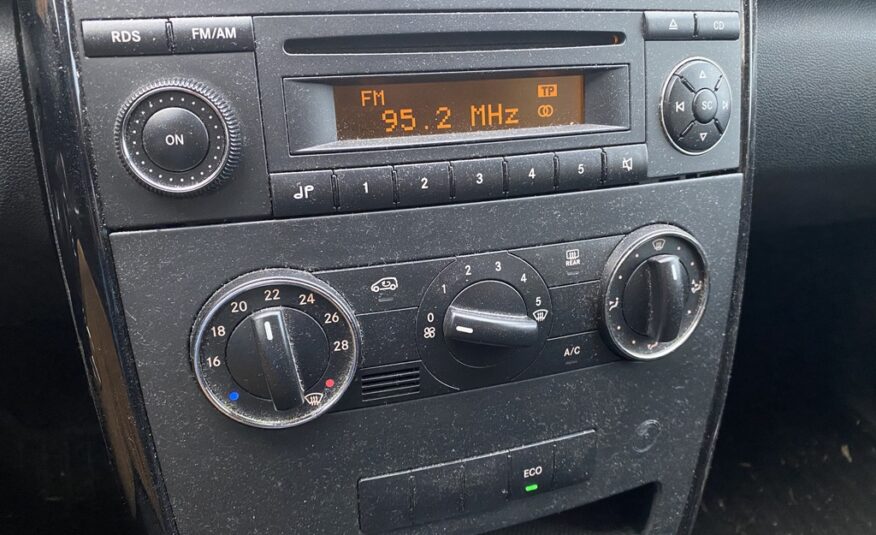 RDS FM/AM CD
FM TP
95.2 MHz
ON SC
1 2 3 4 5
16 18 20 22 24 26 28
0 1 2 3 4 5
REAR
A/C
ECO